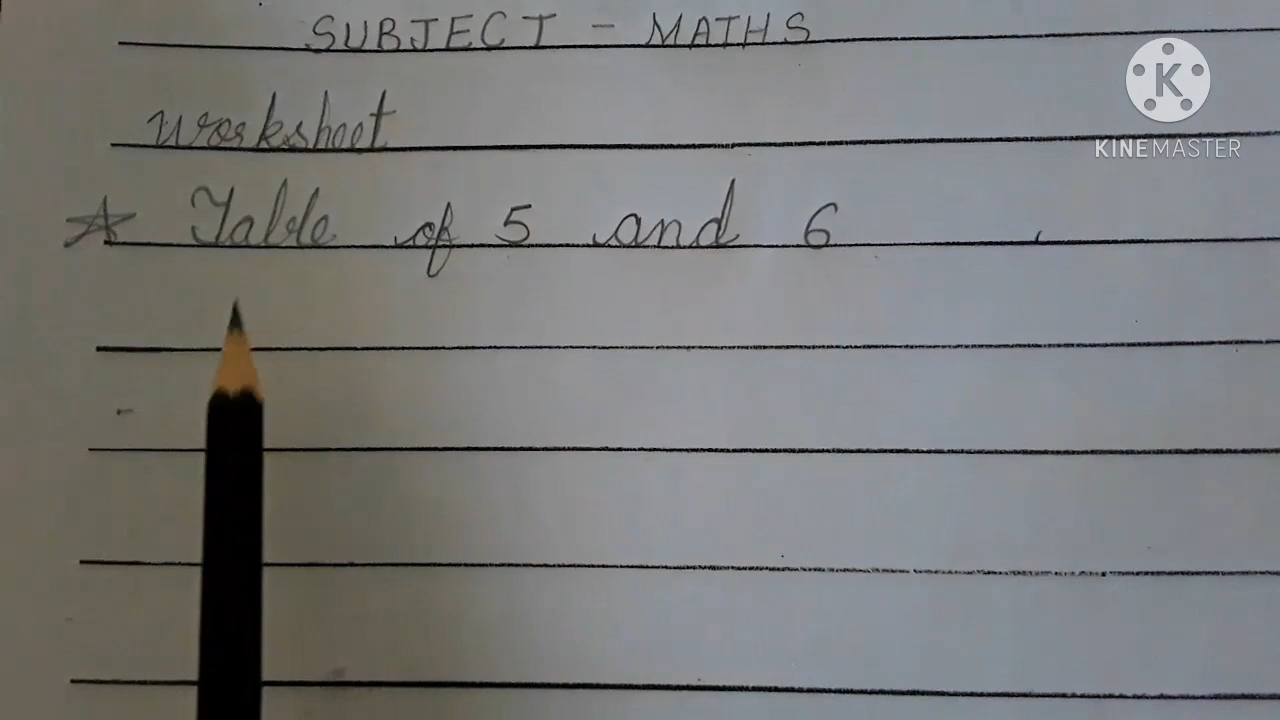 SUBJECT - MATHS
K
KINEMASTER
Worksheet
☆ Table of 5 and 6